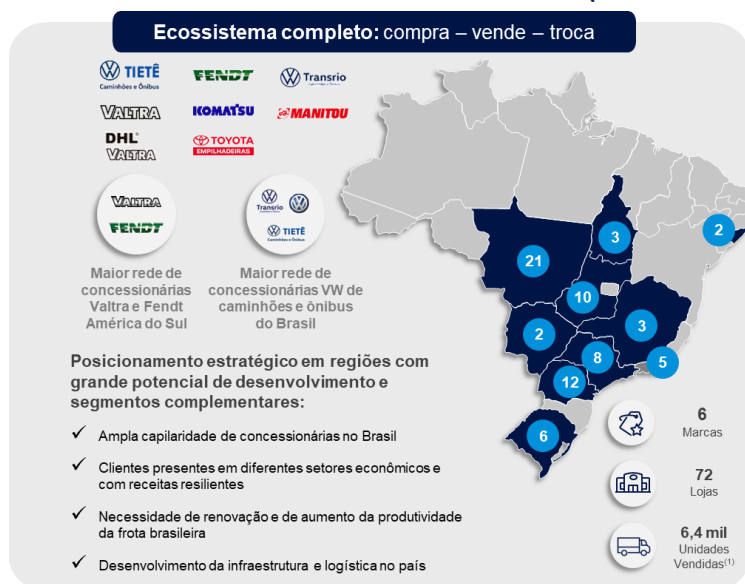 Ecossistema completo: compra – vende – troca
TIETÊ
Caminhões e Ônibus
FENDT
Transrio
VALTRA
KOMATSU
MANITOU
DHL
VALTRA
TOYOTA
EMPILHADEIRAS
VALTRA
FENDT
Transrio
TIETÊ
Caminhões e Ônibus
Maior rede de
concessionárias
Valtra e Fendt
América do Sul
Maior rede de
concessionárias VW de
caminhões e ônibus
do Brasil
3
2
21
10
3
2
8
5
12
6
Posicionamento estratégico em regiões com
grande potencial de desenvolvimento e
segmentos complementares:
✓ Ampla capilaridade de concessionárias no Brasil
✓ Clientes presentes em diferentes setores econômicos e
com receitas resilientes
✓ Necessidade de renovação e de aumento da produtividade
da frota brasileira
✓ Desenvolvimento da infraestrutura e logística no país
6
Marcas
72
Lojas
6,4 mil
Unidades
Vendidas(1)